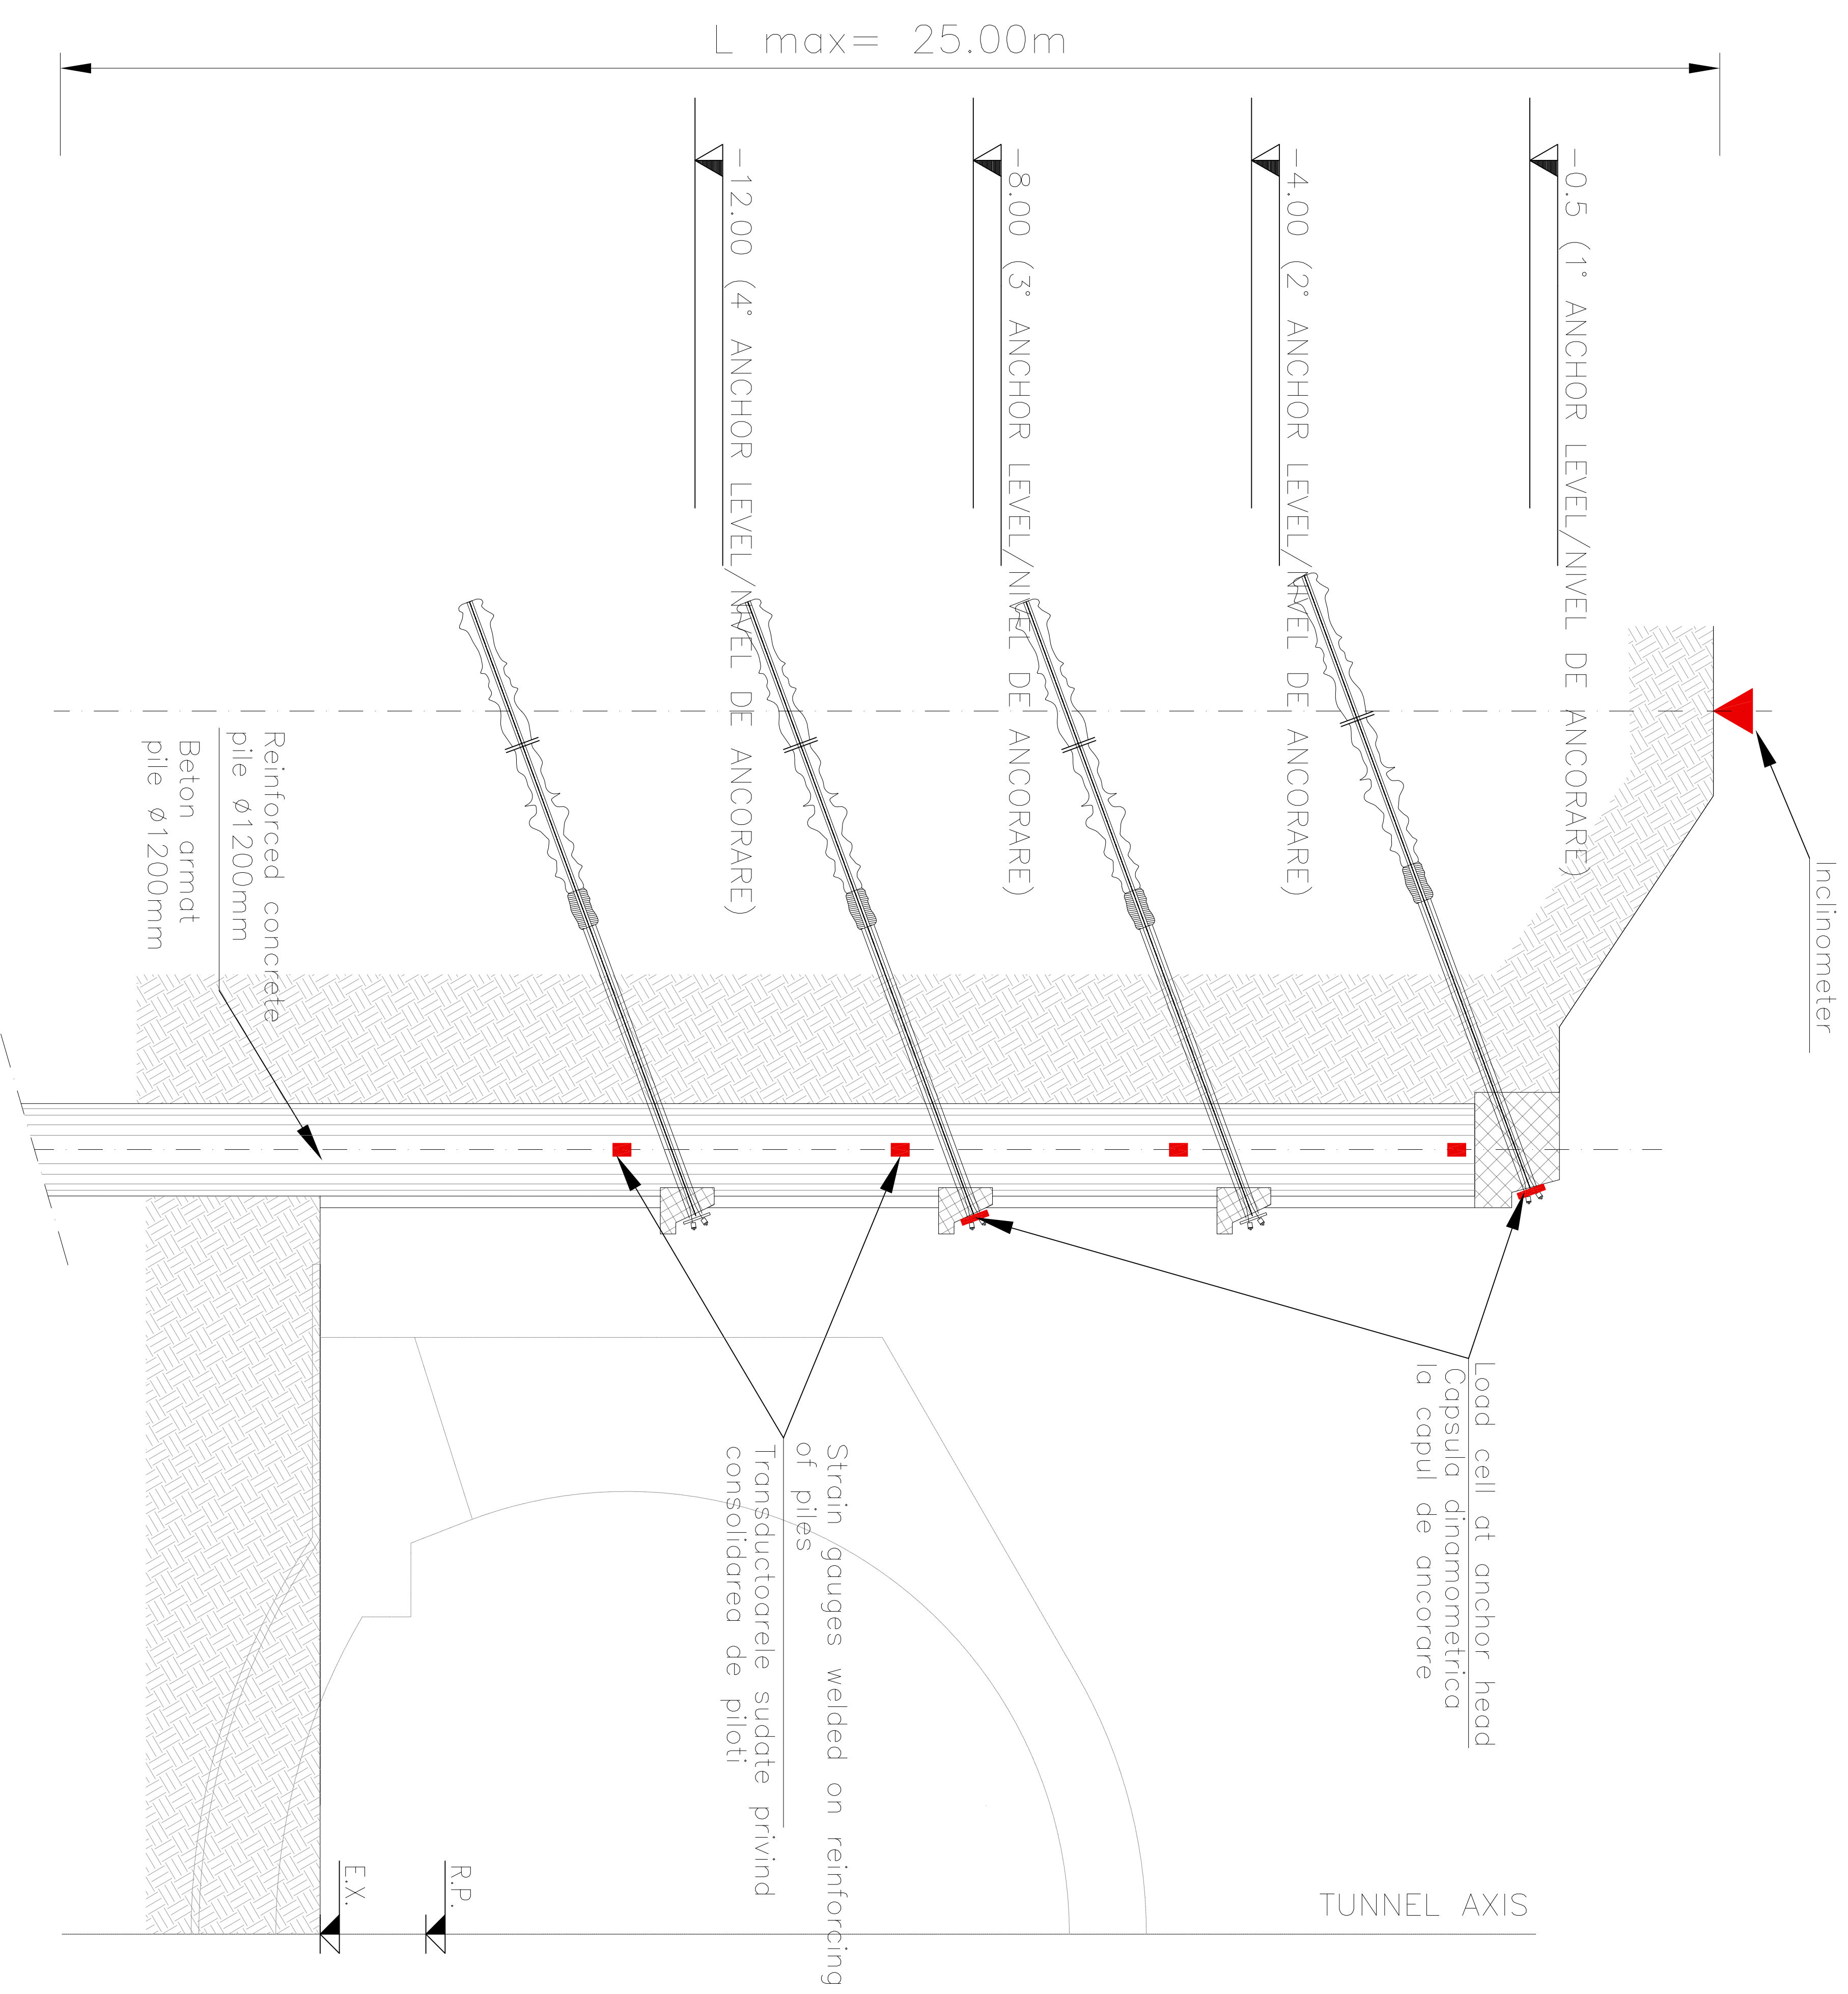 L max= 25.00m
Inclinometer
-0.5 (1° ANCHOR LEVEL/NIVEL DE ANCORARE)
-4.00 (2° ANCHOR LEVEL/NIVEL DE ANCORARE)
-8.00 (3° ANCHOR LEVEL/NIVEL DE ANCORARE)
-12.00 (4° ANCHOR LEVEL/NIVEL DE ANCORARE)
Reinforced concrete
pile ø1200mm
Beton armat
pile ø1200mm
Load cell at anchor head
Capsula dinamometrica
la capul de ancorare
Strain gauges welded on reinforcing
of piles
Transductoarele sudate privind
consolidarea de piloti
R.P.
E.X.
TUNNEL AXIS